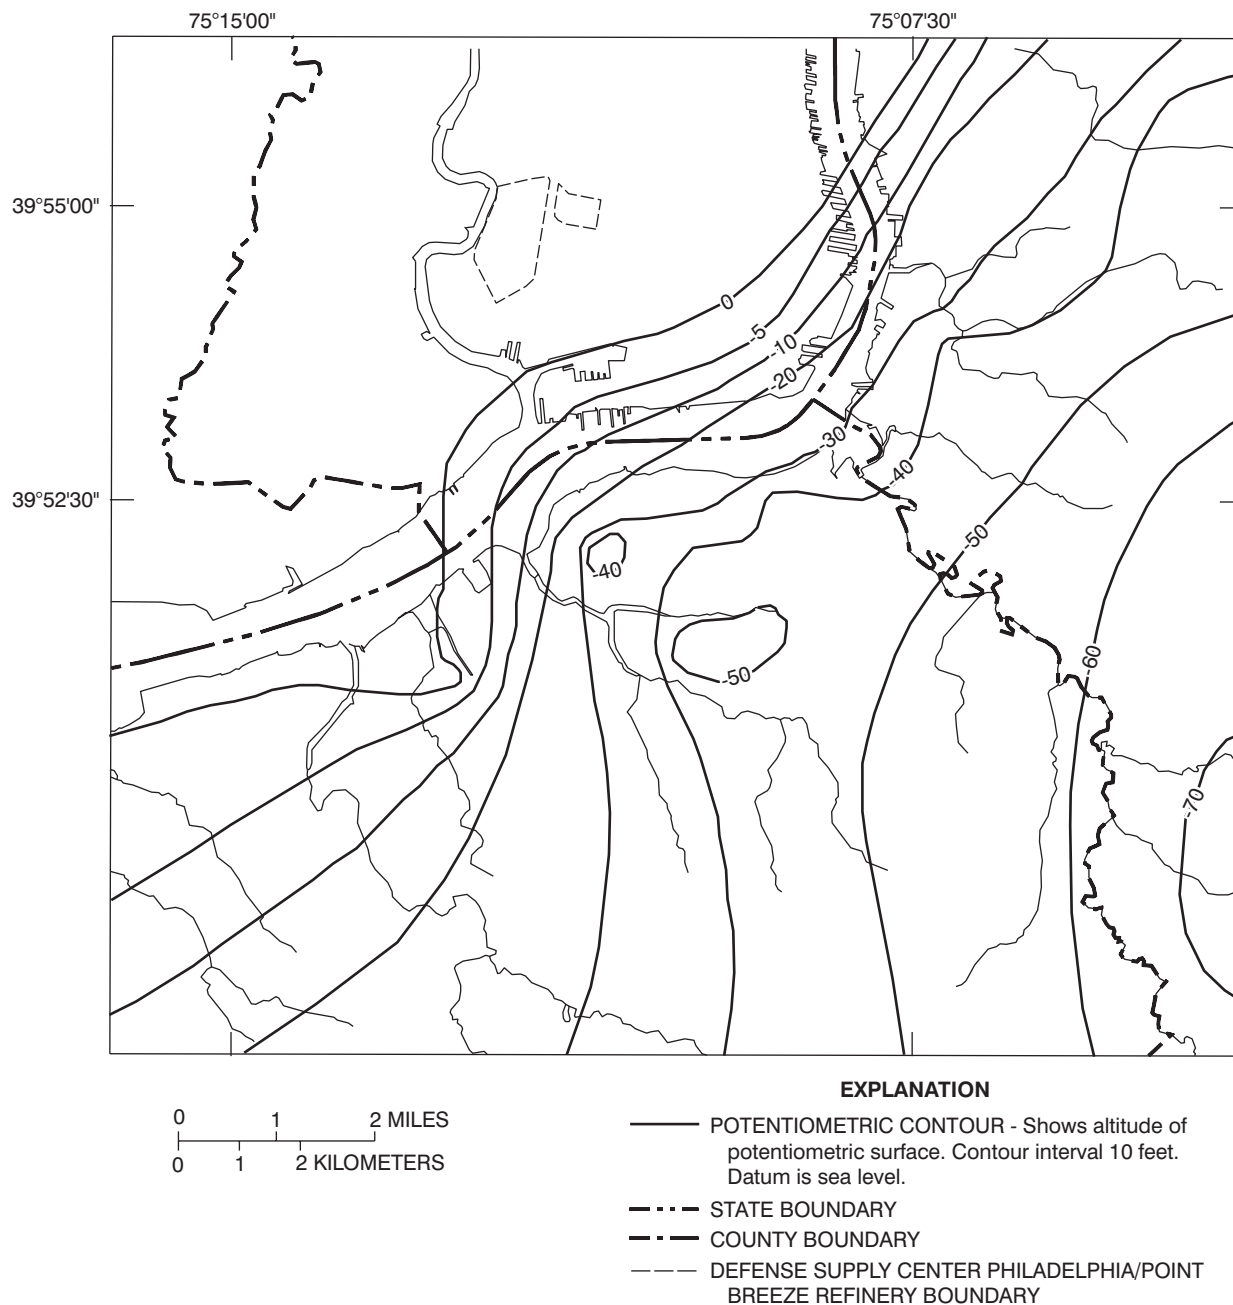 75°15'00"
75°07'30"
39°55'00"
0
-5
-10
-20
-30
-40
39°52'30"
-50
-40
-60
-50
-70
EXPLANATION
0 1 2 MILES
0 1 2 KILOMETERS
POTENTIOMETRIC CONTOUR - Shows altitude of
potentiometric surface. Contour interval 10 feet.
Datum is sea level.
STATE BOUNDARY
COUNTY BOUNDARY
DEFENSE SUPPLY CENTER PHILADELPHIA/POINT
BREEZE REFINERY BOUNDARY